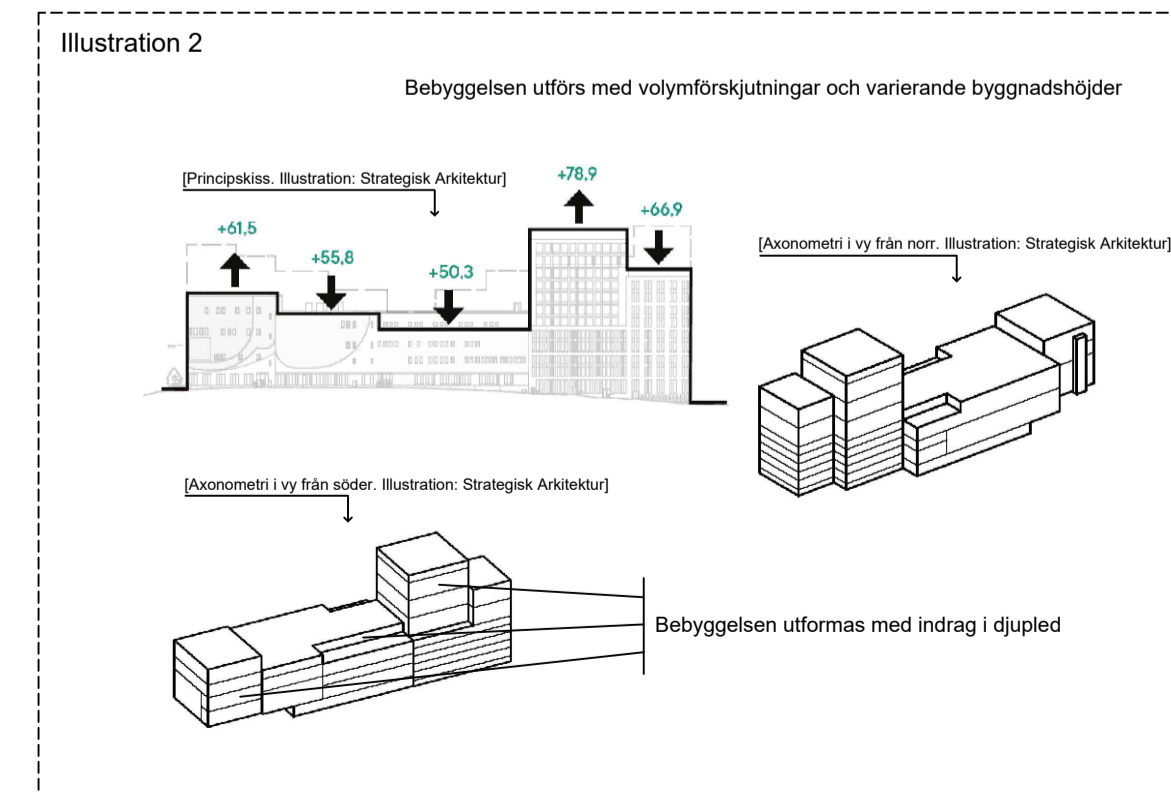 Illustration 2
Bebyggelsen utförs med volymförskjutningar och varierande byggnadshöjder
[Principskiss. Illustration: Strategisk Arkitektur]
+78,9
+66,9
+61,5
+55,8
+50,3
[Axonometri i vy från norr. Illustration: Strategisk Arkitektur]
[Axonometri i vy från söder. Illustration: Strategisk Arkitektur]
Bebyggelsen utformas med indrag i djupled